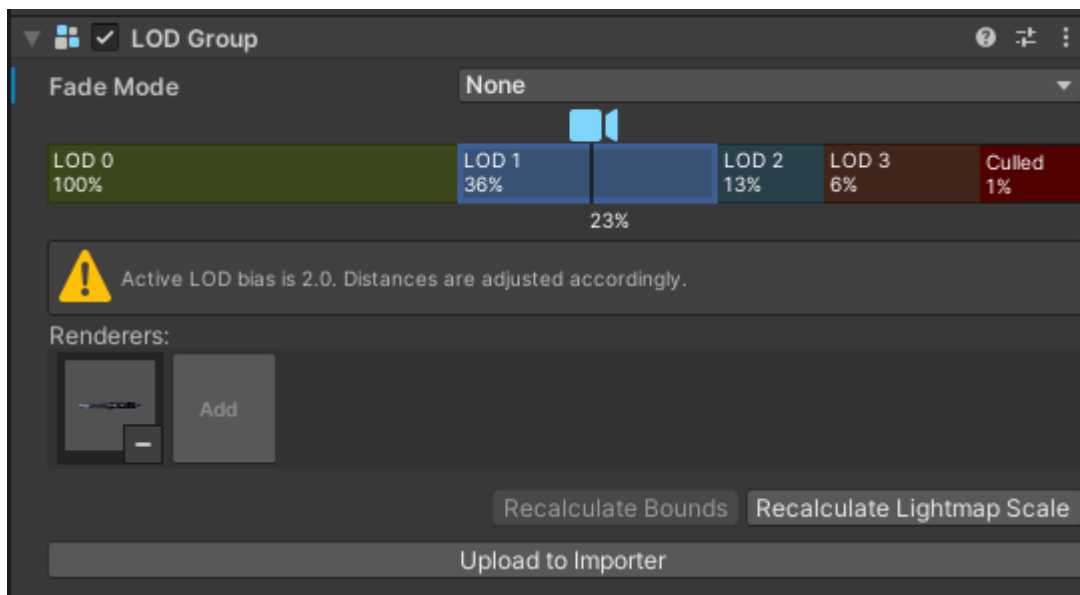 LOD Group
Fade Mode None
LOD 0 LOD 1 LOD 2 LOD 3 Culled
100% 36% 13% 6% 1%
23%
Active LOD bias is 2.0. Distances are adjusted accordingly.
Renderers:
Add
Recalculate Bounds Recalculate Lightmap Scale
Upload to Importer